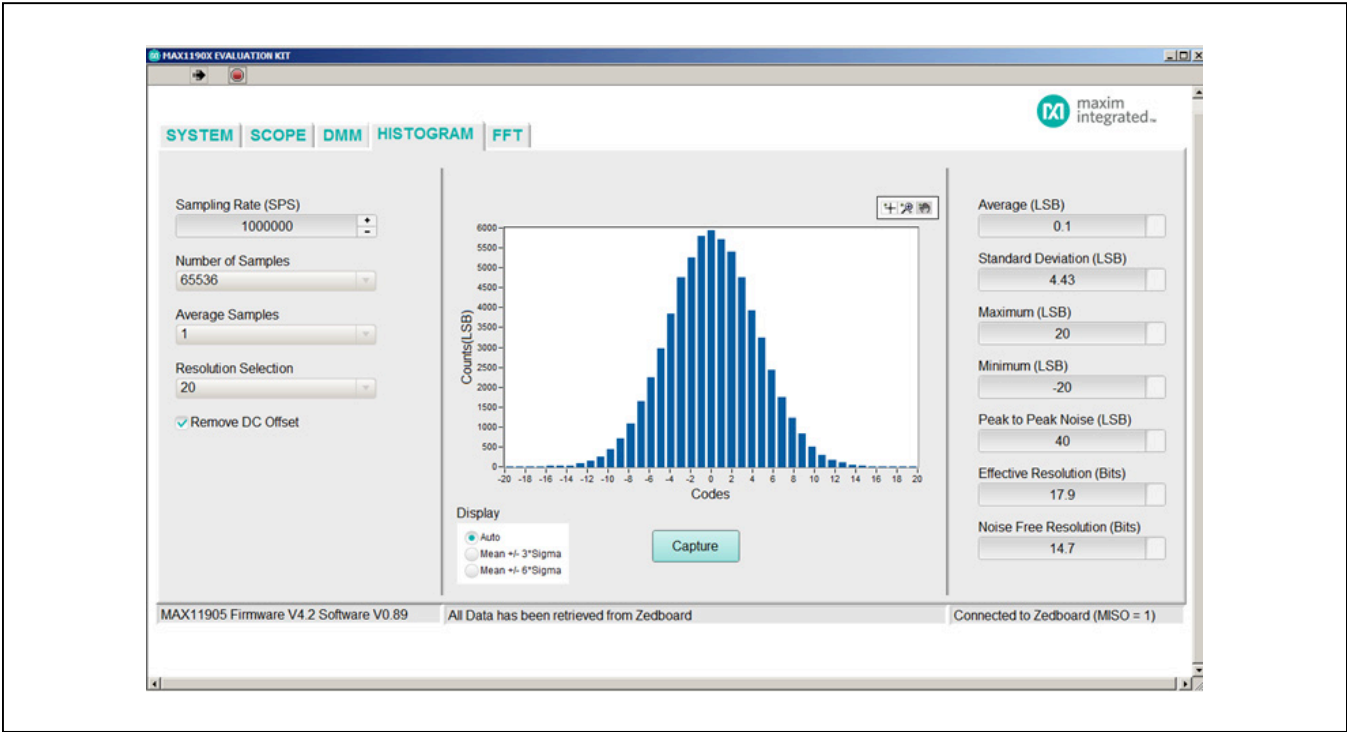 MAX1190X EVALUATION KIT
maxim
integrated™
SYSTEM SCOPE DMM HISTOGRAM FFT
Sampling Rate (SPS)
1000000
Number of Samples
65536
Average Samples
1
Resolution Selection
20
Remove DC Offset
Counts(LSB)
6000
5500
5000
4500
4000
3500
3000
2500
2000
1500
1000
500
0
-20 -18 -16 -14 -12 -10 -8 -6 -4 -2 0 2 4 6 8 10 12 14 16 18 20
Codes
Display
Auto
Mean +/- 3*Sigma
Mean +/- 6*Sigma
Capture
Average (LSB)
0.1
Standard Deviation (LSB)
4.43
Maximum (LSB)
20
Minimum (LSB)
-20
Peak to Peak Noise (LSB)
40
Effective Resolution (Bits)
17.9
Noise Free Resolution (Bits)
14.7
MAX11905 Firmware V4.2 Software V0.89
All Data has been retrieved from Zedboard
Connected to Zedboard (MISO = 1)